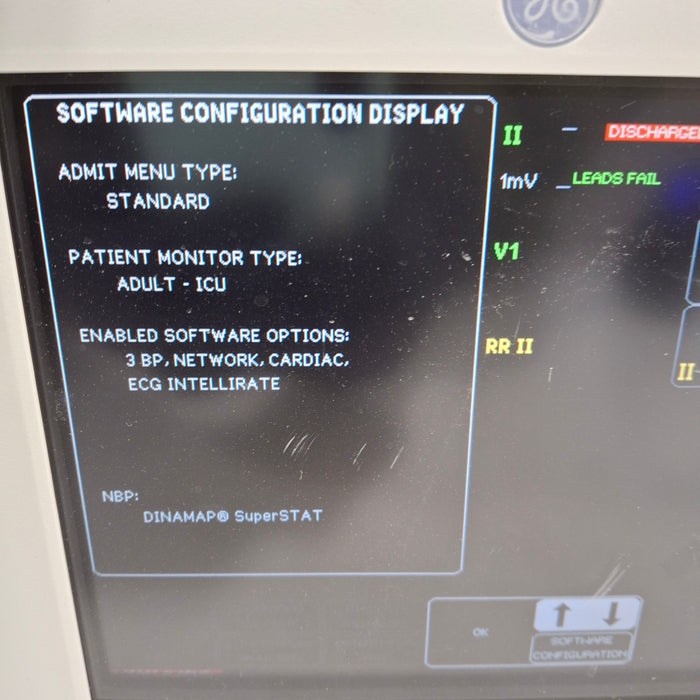 SOFTWARE CONFIGURATION DISPLAY
ADMIT MENU TYPE:
STANDARD
PATIENT MONITOR TYPE:
ADULT - ICU
ENABLED SOFTWARE OPTIONS:
3 BP, NETWORK, CARDIAC,
ECG INTELLIRATE
NBP:
DINAMAP® SuperSTAT
II
1mV
LEADS FAIL
V1
RR II
II
OK
SOFTWARE
CONFIGURATION
GE